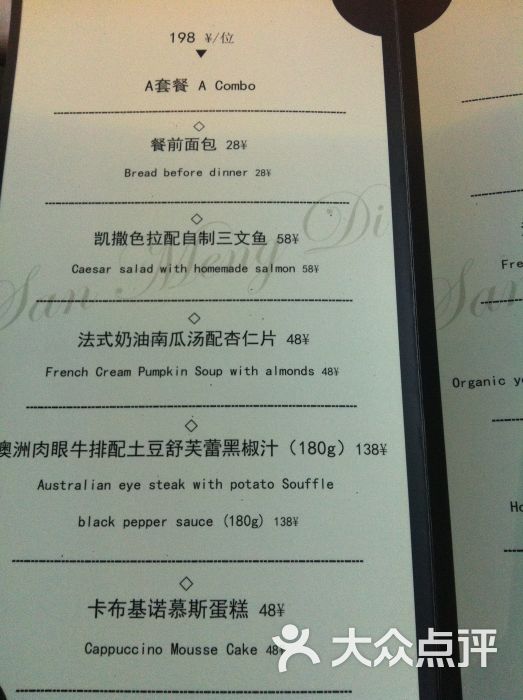 198 ¥/位
A套餐 A Combo
餐前面包 28¥
Bread before dinner 28¥
凯撒色拉配自制三文鱼 58¥
Caesar salad with homemade salmon 58¥
San Meng Di
法式奶油南瓜汤配杏仁片 48¥
French Cream Pumpkin Soup with almonds 48¥
澳洲肉眼牛排配土豆舒芙蕾黑椒汁（180g）138¥
Australian eye steak with potato Souffle
black pepper sauce (180g) 138¥
卡布基诺慕斯蛋糕 48¥
Cappuccino Mousse Cake 48
San
Organic
大众点评